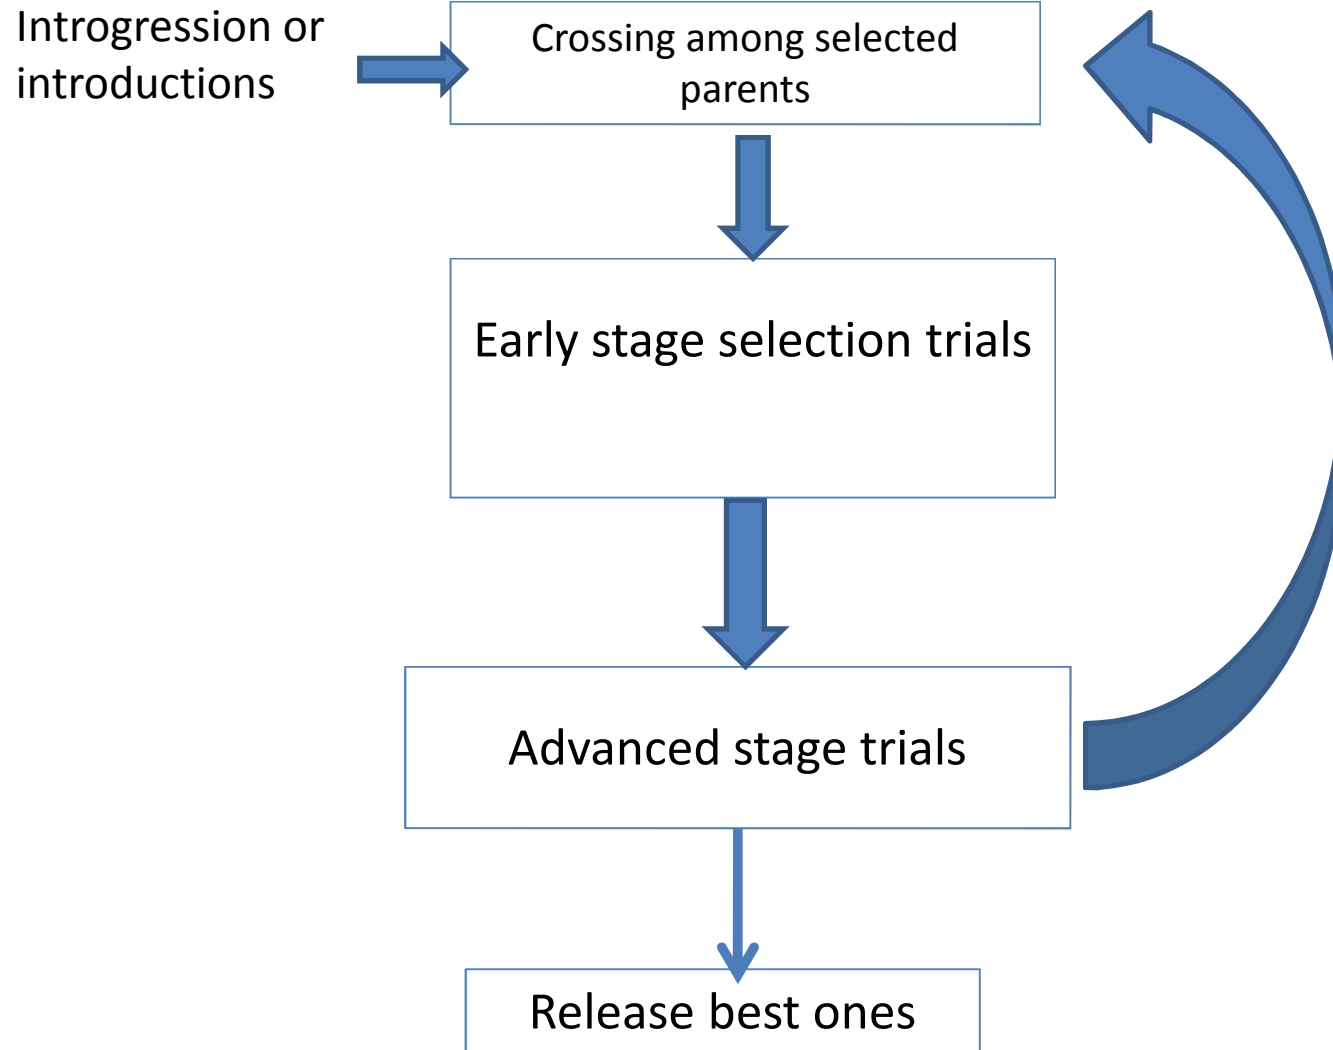 Introgression or
introductions
Crossing among selected
parents
Early stage selection trials
Advanced stage trials
Release best ones